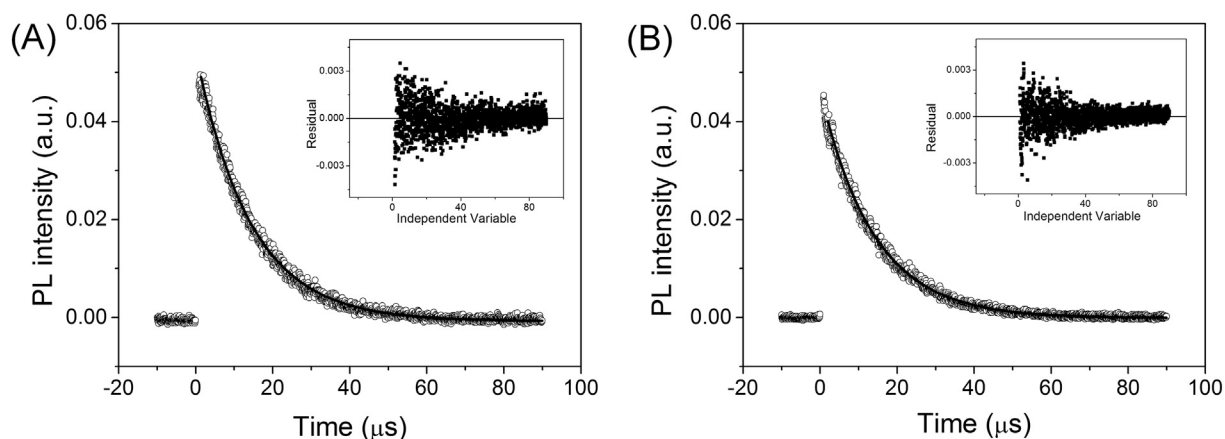 (A)
PL intensity (a.u.)
0.06
0.04
0.02
0.00
-20 0 20 40 60 80 100
Time (μs)
Residual
0.003
0.000
-0.003
0 40 80
Independent Variable
(B)
PL intensity (a.u.)
0.06
0.04
0.02
0.00
-20 0 20 40 60 80 100
Time (μs)
Residual
0.003
0.000
-0.003
0 40 80
Independent Variable